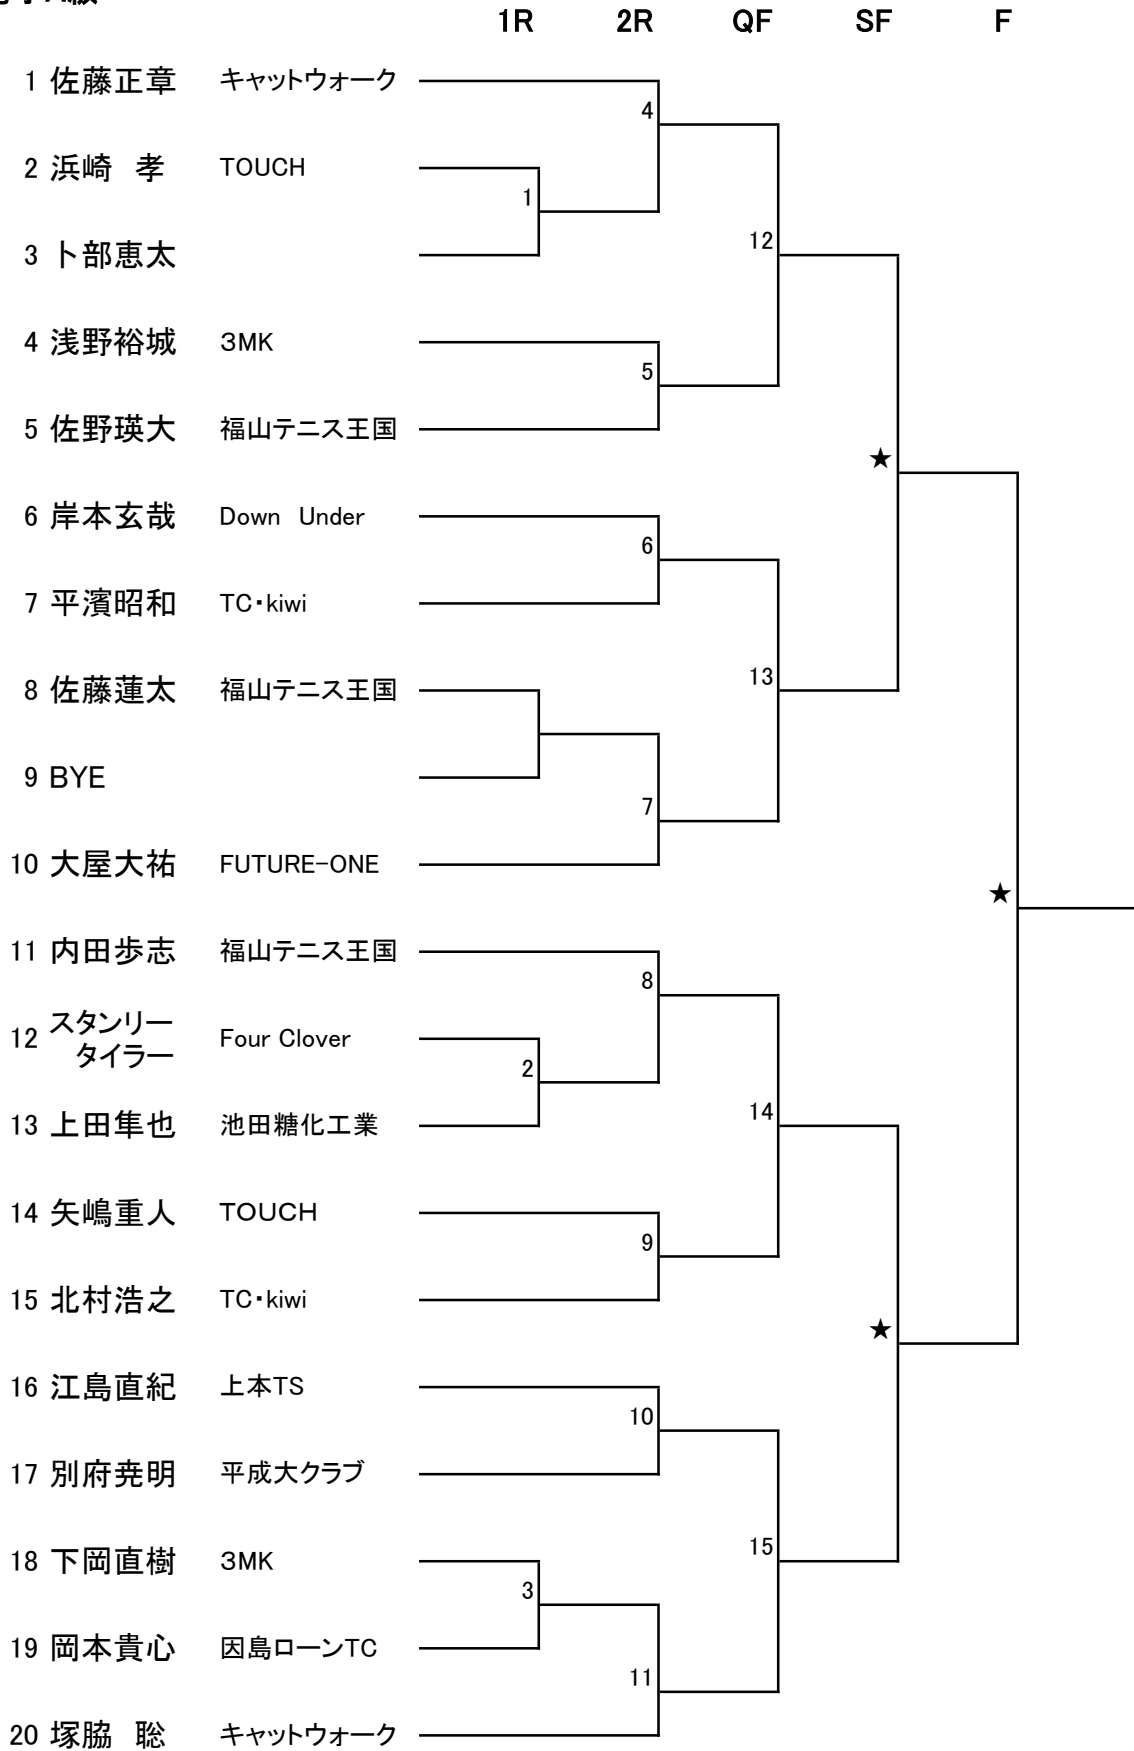 1R 2R QF SF F
1 佐藤正章 キャットウォーク
4
2 浜崎　孝 TOUCH
1
12
3 卜部恵太
4 浅野裕城 3MK
5
5 佐野瑛大 福山テニス王国
★
6 岸本玄哉 Down　Under
6
7 平濱昭和 TC・kiwi
13
8 佐藤蓮太 福山テニス王国
9 BYE
7
10 大屋大祐 FUTURE-ONE
★
11 内田歩志 福山テニス王国
8
12 スタンリー
タイラー Four Clover
2
14
13 上田隼也 池田糖化工業
14 矢嶋重人 TOUCH
9
15 北村浩之 TC・kiwi
★
16 江島直紀 上本TS
10
17 別府尭明 平成大クラブ
15
18 下岡直樹 3MK
3
19 岡本貴心 因島ローンTC
11
20 塚脇　聡 キャットウォーク